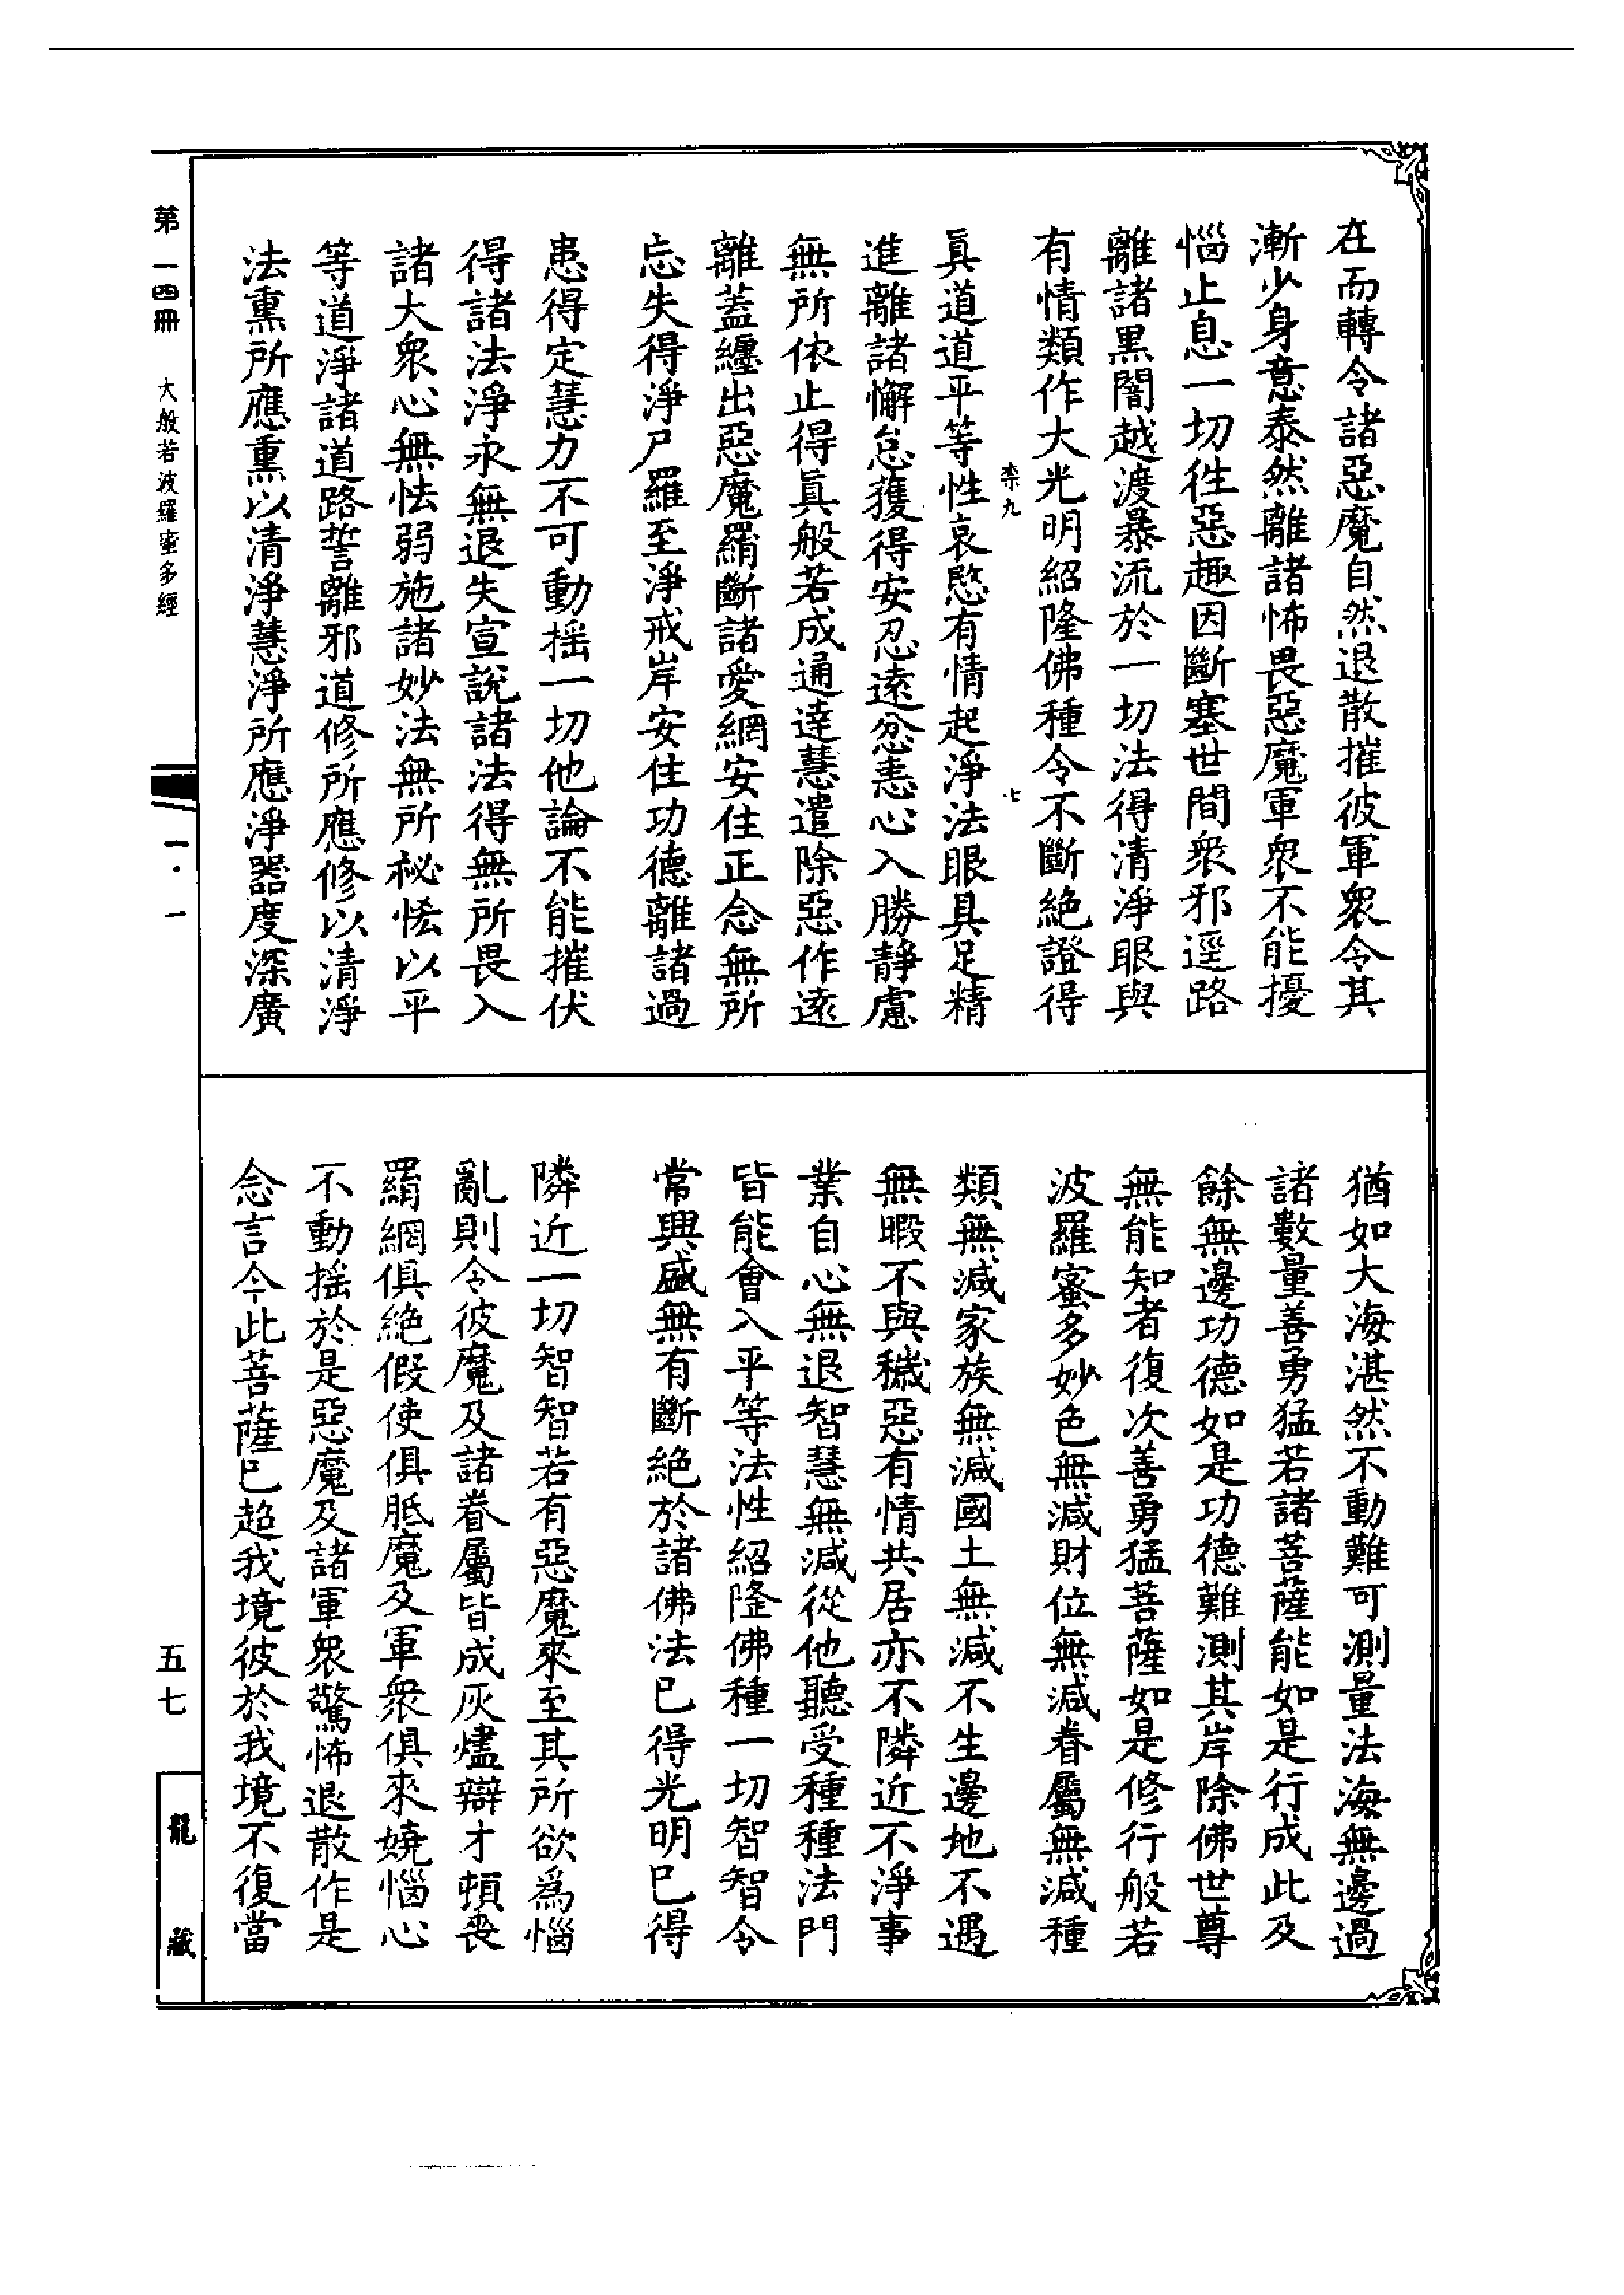 在而轉令諸惡魔自然退散摧彼軍衆令其
漸少身意泰然離諸怖畏惡魔軍衆不能擾
惱止息一切徃惡趣因斷塞世間衆邪逕路
離諸黑闇越渡暴流於一切法得清淨眼與
有情類作大光明紹隆佛種令不斷絶證得
柰九 七
眞道道平等性哀愍有情起淨法眼具足精
進離諸懈怠獲得安忍遠忿恚心入勝靜慮
無所依止得眞般若成通達慧遣除惡作遠
離蓋纏出惡魔羂斷諸愛網安住正念無所
忘失得淨尸羅至淨戒岸安住功德離諸過
患得定慧力不可動揺一切他論不能摧伏
得諸法淨永無退失宣說諸法得無所畏入
諸大衆心無怯弱施諸妙法無所祕悋以平
等道淨諸道路誓離邪道修所應修以清淨
法熏所應熏以清淨慧淨所應淨器度深廣
猶如大海湛然不動難可測量法海無邊過
諸數量善勇猛若諸菩薩能如是行成此及
餘無邊功德如是功德難測其岸除佛世尊
無能知者復次善勇猛菩薩如是修行般若
波羅蜜多妙色無減財位無減眷屬無減種
類無減家族無減國土無減不生邊地不遇
無暇不與穢惡有情共居亦不隣近不淨事
業自心無退智慧無減從他聽受種種法門
皆能會入平等法性紹隆佛種一切智智令
常興盛無有斷絶於諸佛法已得光明已得
隣近一切智智若有惡魔來至其所欲爲惱
亂則令彼魔及諸眷屬皆成灰燼辯才頓喪
羂網俱絶假使俱胝魔及軍衆俱來嬈惱心
不動揺於是惡魔及諸軍衆驚怖退散作是
念言今此菩薩已超我境彼於我境不復當
第一四冊 大般若波羅蜜多經
一·一
五七
龍藏